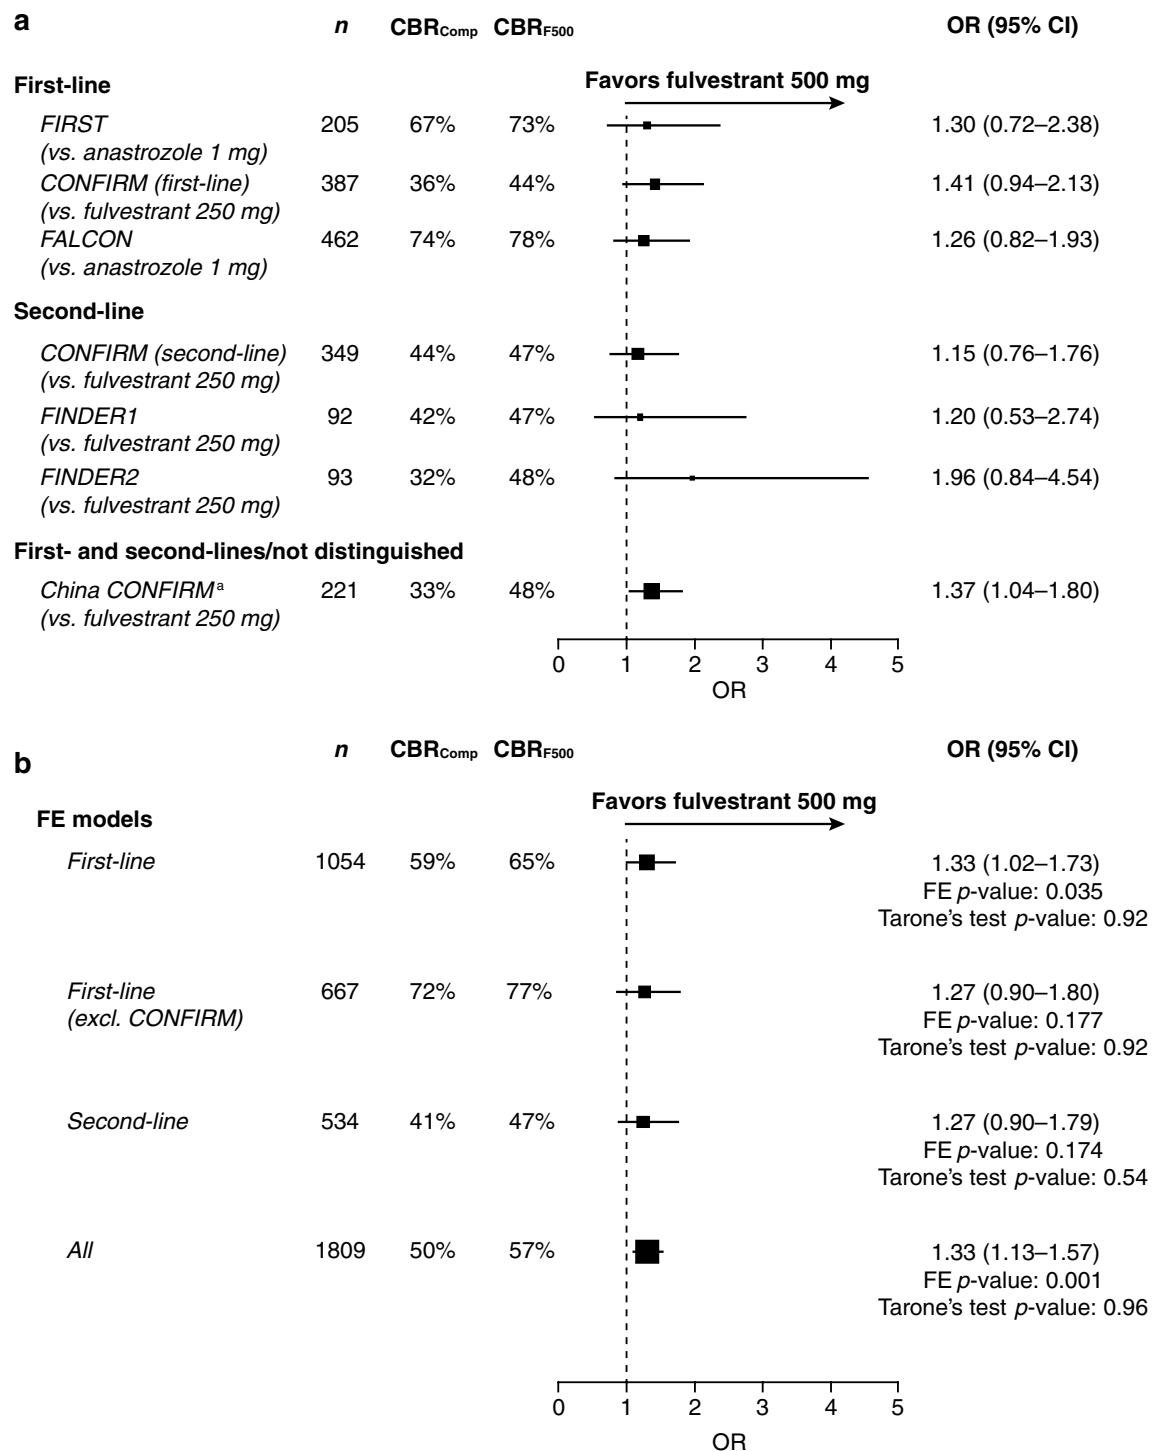 a
n CBRComp CBRF500 OR (95% CI)
Favors fulvestrant 500 mg
First-line
FIRST 205 67% 73% 1.30 (0.72–2.38)
(vs. anastrozole 1 mg)
CONFIRM (first-line) 387 36% 44% 1.41 (0.94–2.13)
(vs. fulvestrant 250 mg)
FALCON 462 74% 78% 1.26 (0.82–1.93)
(vs. anastrozole 1 mg)
Second-line
CONFIRM (second-line) 349 44% 47% 1.15 (0.76–1.76)
(vs. fulvestrant 250 mg)
FINDER1 92 42% 47% 1.20 (0.53–2.74)
(vs. fulvestrant 250 mg)
FINDER2 93 32% 48% 1.96 (0.84–4.54)
(vs. fulvestrant 250 mg)
First- and second-lines/not distinguished
China CONFIRMa 221 33% 48% 1.37 (1.04–1.80)
(vs. fulvestrant 250 mg)
0 1 2 3 4 5
OR
b
n CBRComp CBRF500 OR (95% CI)
Favors fulvestrant 500 mg
FE models
First-line 1054 59% 65% 1.33 (1.02–1.73)
FE p-value: 0.035
Tarone’s test p-value: 0.92
First-line 667 72% 77% 1.27 (0.90–1.80)
(excl. CONFIRM) FE p-value: 0.177
Tarone’s test p-value: 0.92
Second-line 534 41% 47% 1.27 (0.90–1.79)
FE p-value: 0.174
Tarone’s test p-value: 0.54
All 1809 50% 57% 1.33 (1.13–1.57)
FE p-value: 0.001
Tarone’s test p-value: 0.96
0 1 2 3 4 5
OR